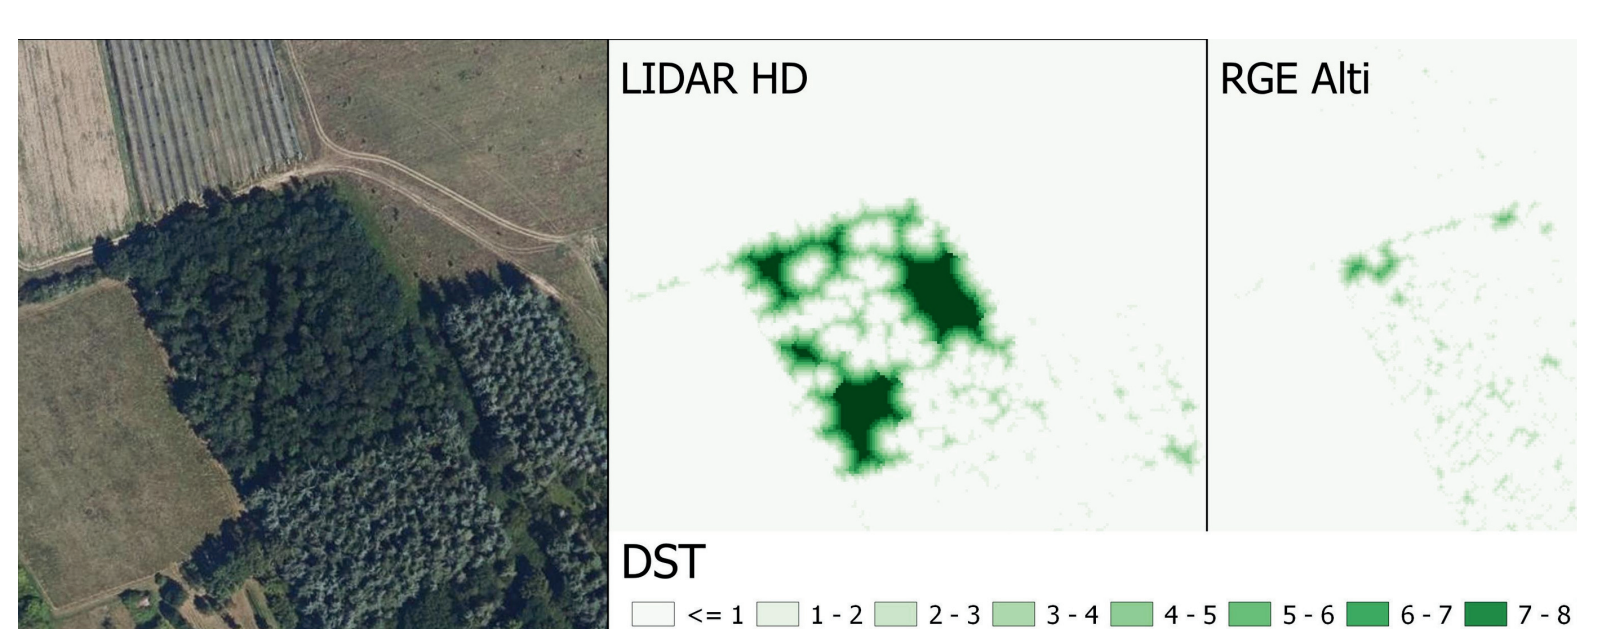 LIDAR HD
RGE Alti
DST
<= 1 1 - 2 2 - 3 3 - 4 4 - 5 5 - 6 6 - 7 7 - 8